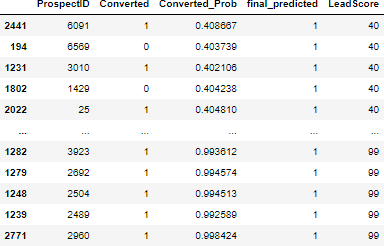 ProspectID Converted Converted_Prob final_predicted LeadScore
2441 6091 1 0.408667 1 40
194 6569 0 0.403739 1 40
1231 3010 1 0.402106 1 40
1802 1429 0 0.404238 1 40
2022 25 1 0.404810 1 40
... ... ... ... ... ...
1282 3923 1 0.993612 1 99
1279 2692 1 0.994574 1 99
1248 2504 1 0.994513 1 99
1239 2489 1 0.992589 1 99
2771 2960 1 0.998424 1 99